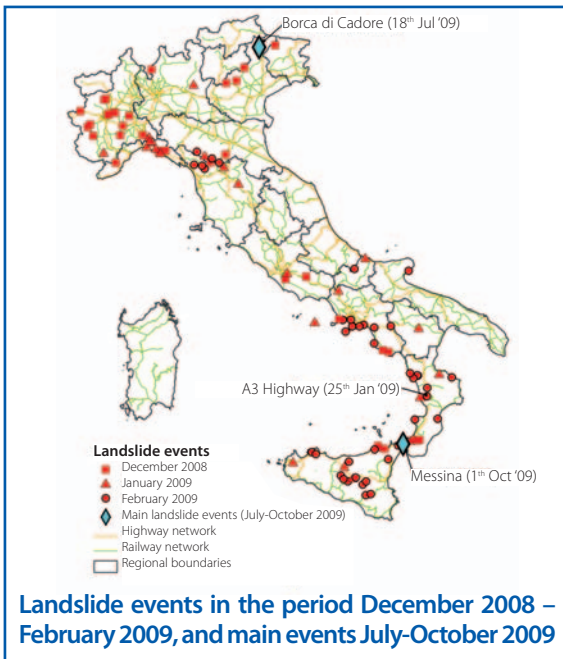 Borca di Cadore (18th Jul '09)
A3 Highway (25th Jan '09)
Messina (1th Oct '09)
Landslide events
December 2008
January 2009
February 2009
Main landslide events (July-October 2009)
Highway network
Railway network
Regional boundaries
Landslide events in the period December 2008 –
February 2009, and main events July-October 2009